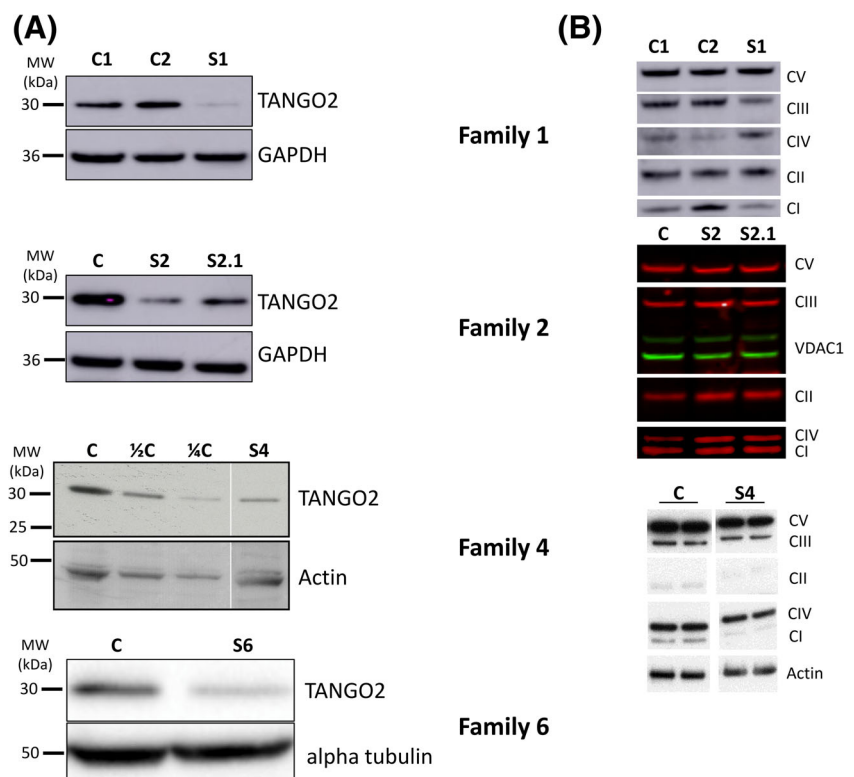 (A)
MW
(kDa)
C1 C2 S1
30
TANGO2
36
GAPDH
Family 1
MW
(kDa)
C S2 S2.1
30
TANGO2
36
GAPDH
Family 2
MW
(kDa)
C ½C ¼C S4
30
TANGO2
25
50
Actin
Family 4
MW
(kDa)
C S6
30
TANGO2
50
alpha tubulin
Family 6
(B)
C1 C2 S1
CV
CIII
CIV
CII
CI
C S2 S2.1
CV
CIII
VDAC1
CII
CIV
CI
C S4
CV
CIII
CII
CIV
CI
Actin